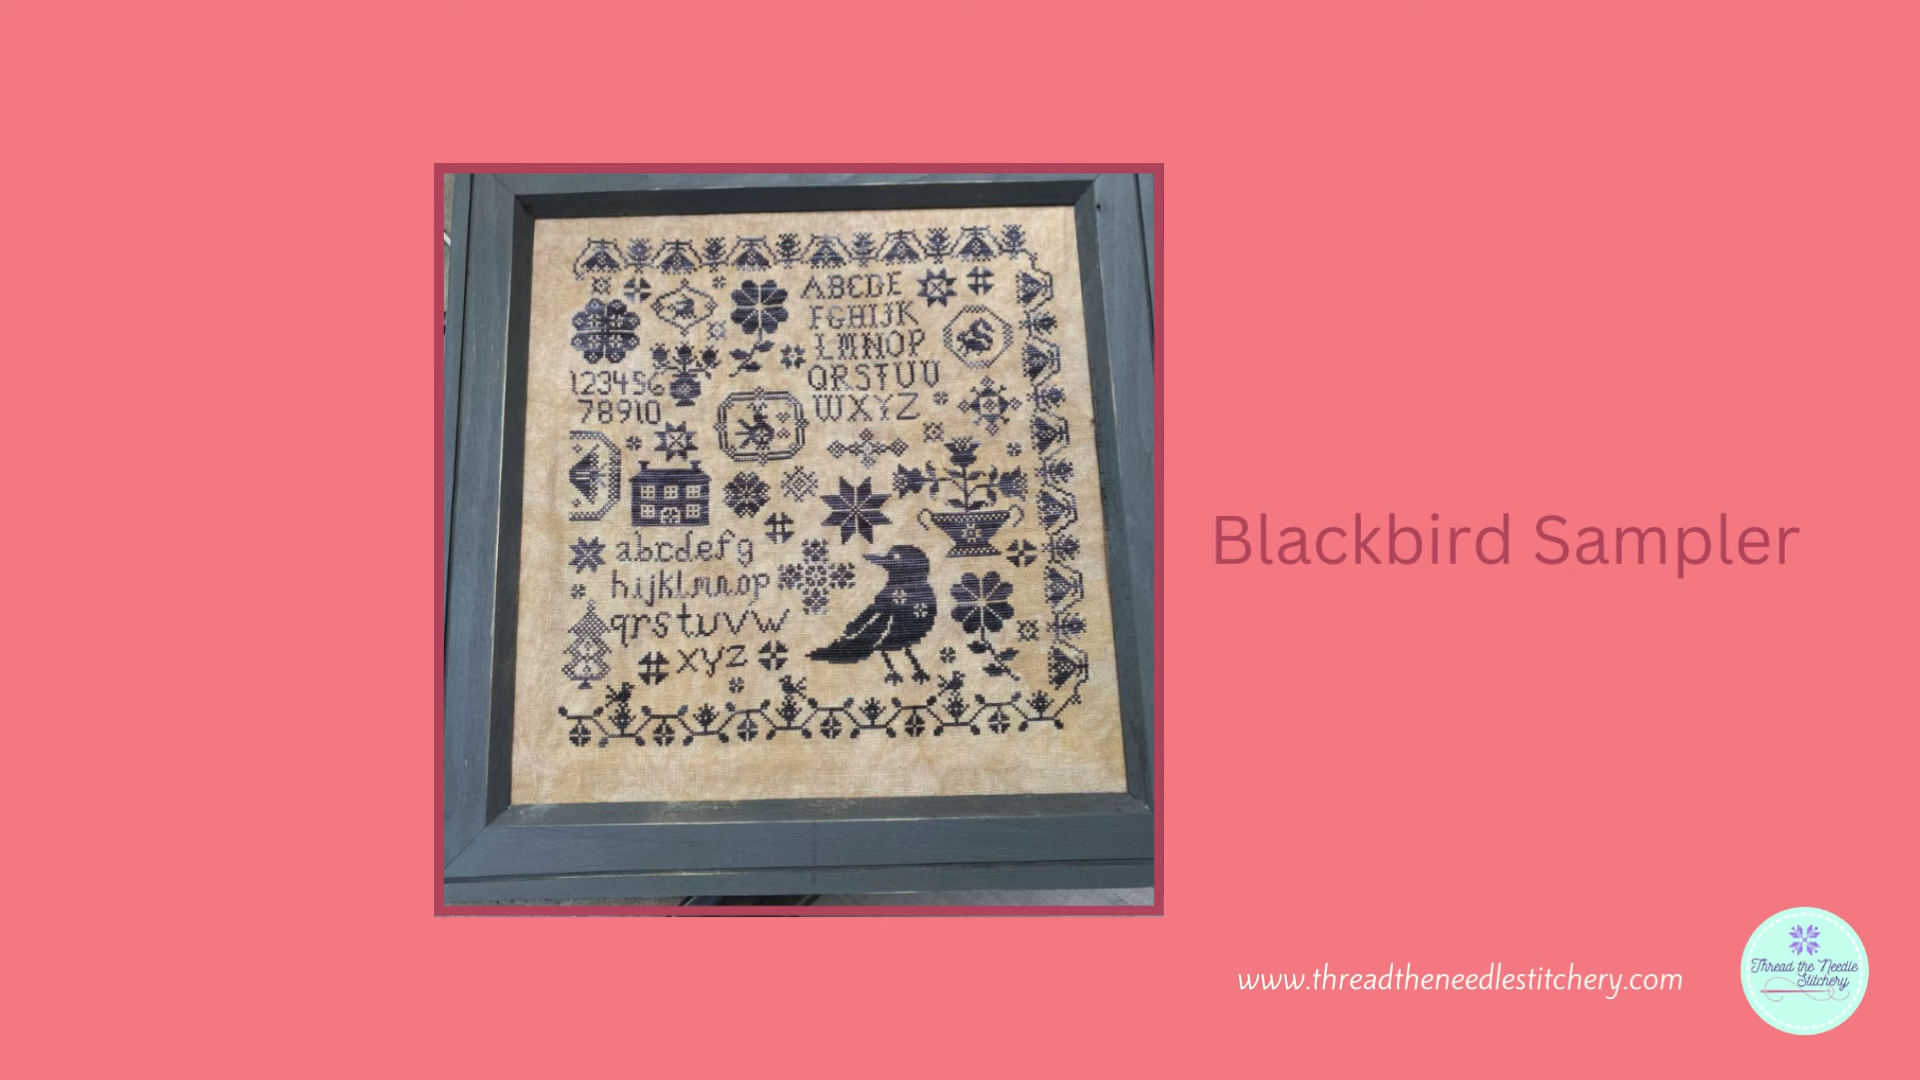 ABCDE
FGHIJK
LMNOP
QRSTUV
WXYZ
123456
78910
abcdefg
hijklmnop
qrstuvw
xyz
Blackbird Sampler
www.threadtheneedlestitchery.com
Thread the Needle
Stitchery